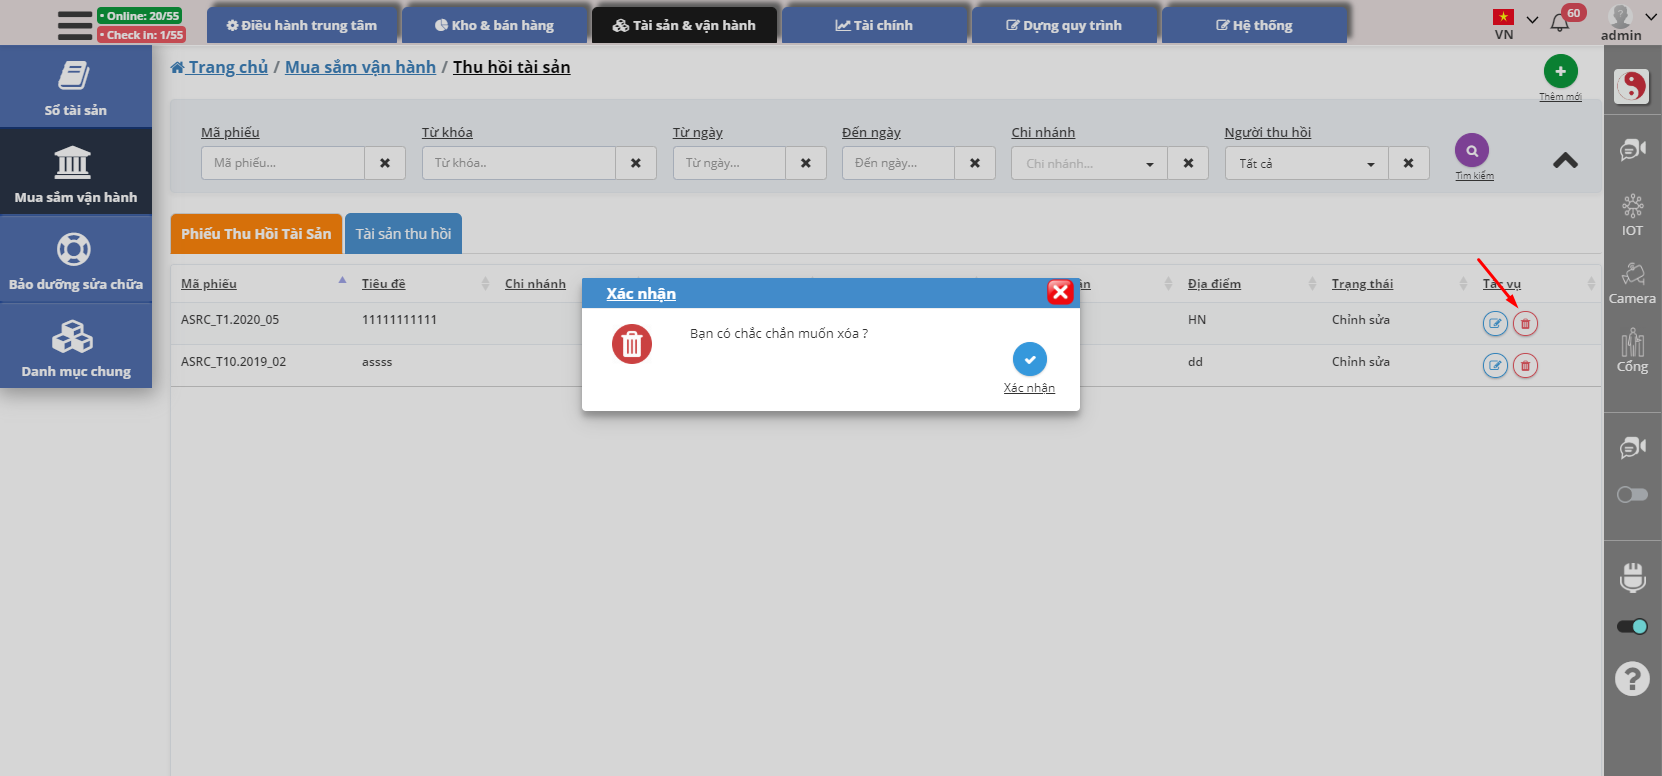 Online: 20/55
Check in: 1/55
Điều hành trung tâm
Kho & bán hàng
Tài sản & vận hành
Tài chính
Dựng quy trình
Hệ thống
VN
60
admin
Sổ tài sản
Mua sắm vận hành
Bảo dưỡng sửa chữa
Danh mục chung
Trang chủ / Mua sắm vận hành / Thu hồi tài sản
Thêm mới
Mã phiếu
Từ khóa
Từ ngày
Đến ngày
Chi nhánh
Người thu hồi
Mã phiếu...
Từ khóa..
Từ ngày...
Đến ngày...
Chi nhánh...
Tất cả
Tìm kiếm
Phiếu Thu Hồi Tài Sản
Tài sản thu hồi
Mã phiếu
Tiêu đề
Chi nhánh
Địa điểm
Trạng thái
Tác vụ
ASRC_T1.2020_05
11111111111
HN
Chỉnh sửa
ASRC_T10.2019_02
assss
dd
Chỉnh sửa
Xác nhận
Bạn có chắc chắn muốn xóa ?
Xác nhận
IOT
Camera
Cổng